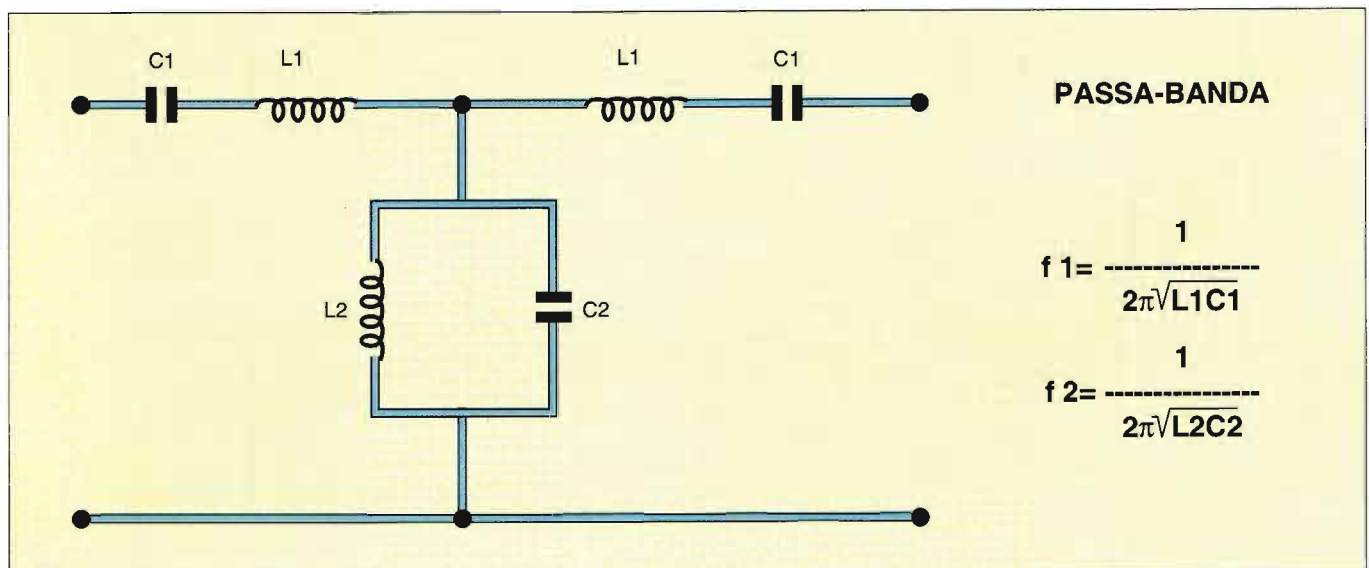 C1
L1
L1
C1
PASSA-BANDA
L2
C2
1
f 1= ----------------
2π√L1C1
1
f 2= ----------------
2π√L2C2